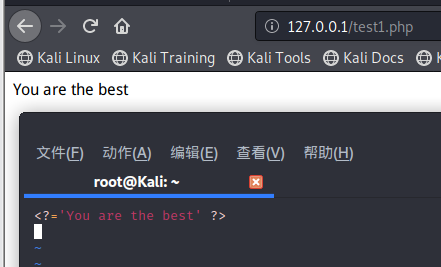 127.0.0.1/test1.php
Kali Linux Kali Training Kali Tools Kali Docs
You are the best
文件(F) 动作(A) 编辑(E) 查看(V) 帮助(H)
root@Kali: ~
<?='You are the best' ?>
~
~